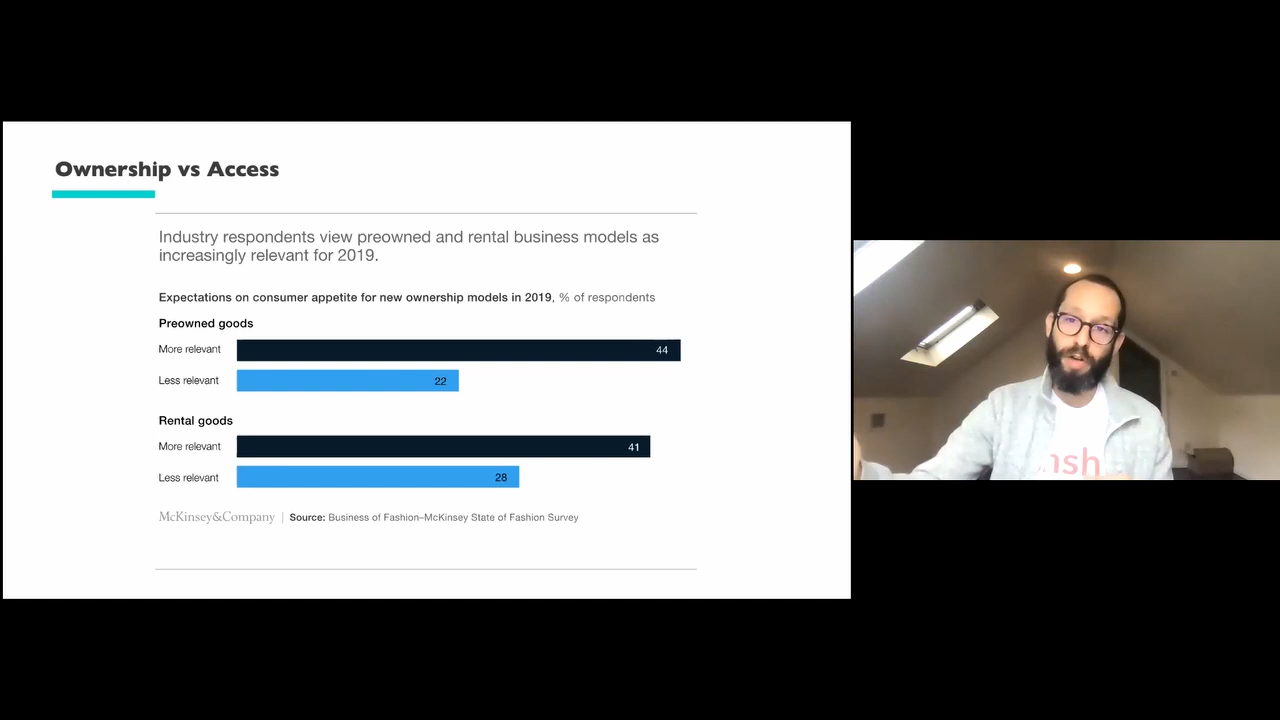 Ownership vs Access
Industry respondents view preowned and rental business models as
increasingly relevant for 2019.
Expectations on consumer appetite for new ownership models in 2019, % of respondents
Preowned goods
More relevant 44
Less relevant 22
Rental goods
More relevant 41
Less relevant 28
McKinsey&Company | Source: Business of Fashion–McKinsey State of Fashion Survey